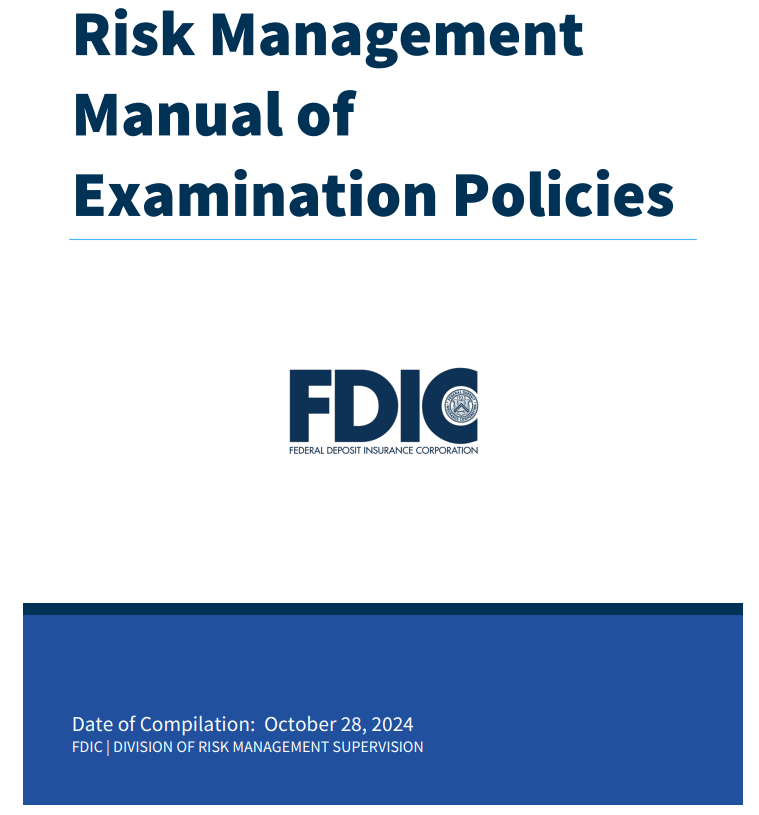 Risk Management
Manual of
Examination Policies
FDIC
FEDERAL DEPOSIT INSURANCE CORPORATION
Date of Compilation:  October 28, 2024
FDIC | DIVISION OF RISK MANAGEMENT SUPERVISION